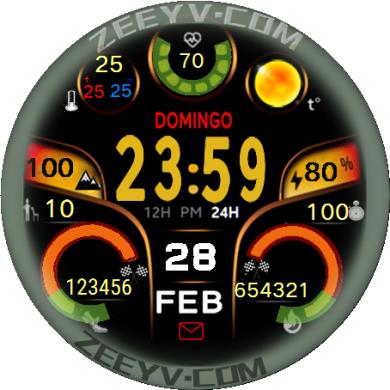 ZEEYV-COM
25
+25 -25
70
t°
DOMINGO
100
23:59
80 %
10
12H PM 24H
100
28
123456
654321
FEB
ZEEYV-COM